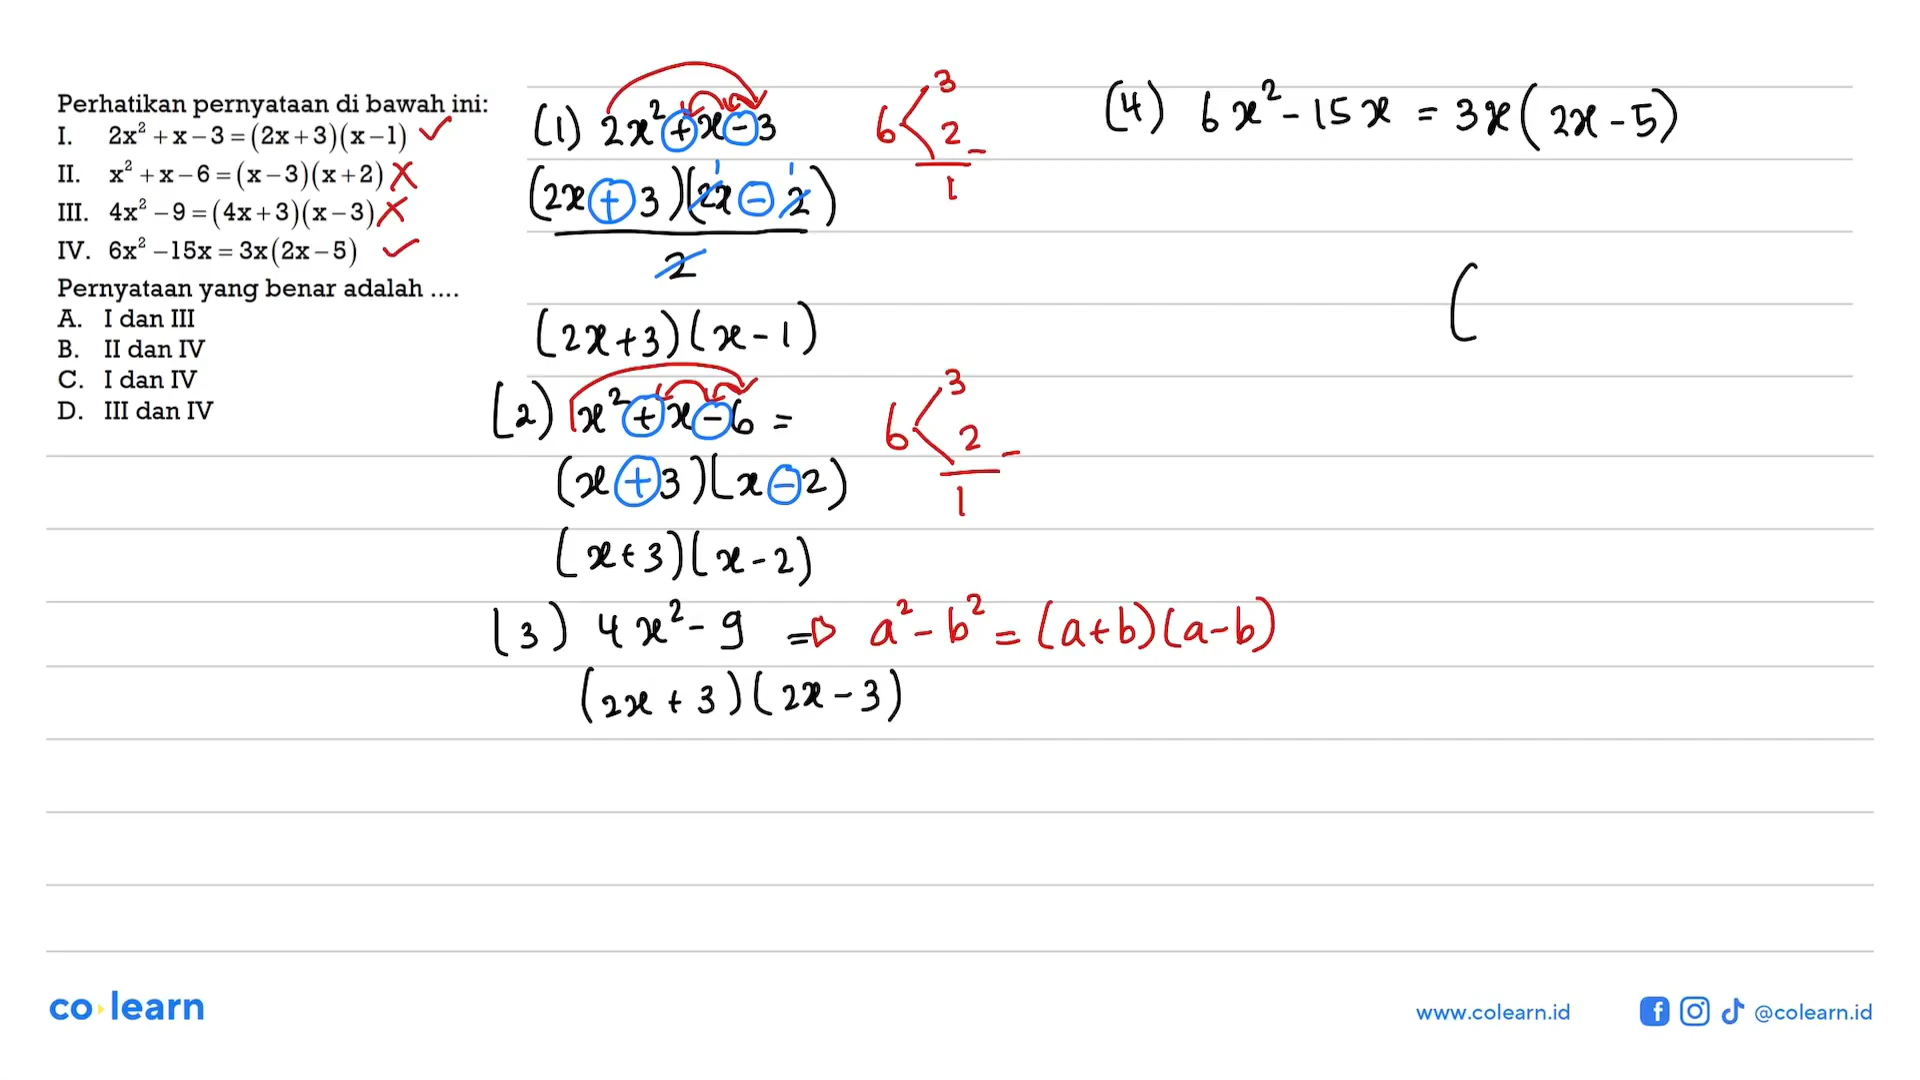 Perhatikan pernyataan di bawah ini:
I. 2x² + x − 3 = (2x + 3)(x − 1) ✓
II. x² + x − 6 = (x − 3)(x + 2) ✗
III. 4x² − 9 = (4x + 3)(x − 3) ✗
IV. 6x² − 15x = 3x(2x − 5) ✓
Pernyataan yang benar adalah ....
A. I dan III
B. II dan IV
C. I dan IV
D. III dan IV
(1) 2x² + x − 3
(2x + 3)(2x − 2)
1 1
2
(2x + 3)(x − 1)
6 3
2 −
1
(2) x² + x − 6 =
(x + 3)(x − 2)
(x + 3)(x − 2)
6 3
2 −
1
(3) 4x² − 9 ⇒ a² − b² = (a + b)(a − b)
(2x + 3)(2x − 3)
(4) 6x² − 15x = 3x(2x − 5)
(
co learn
www.colearn.id
@colearn.id